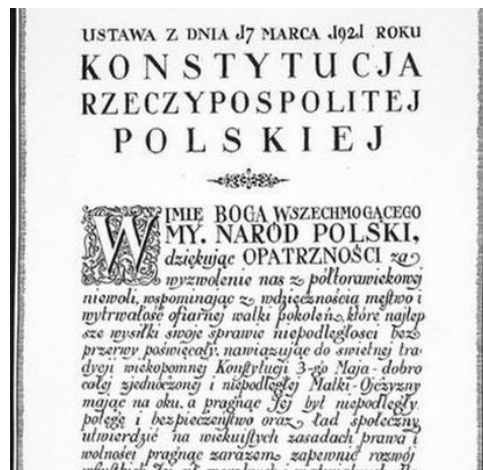 USTAWA Z DNIA 17 MARCA 1921 ROKU
KONSTYTUCJA
RZECZYPOSPOLITEJ
POLSKIEJ
W IMIE BOGA WSZECHMOGĄCEGO
MY, NARÓD POLSKI,
dziękując OPATRZNOŚCI za
wyzwolenie nas z półtorawiekowej
niewoli, wspominając z wdzięcznością męstwo i
wytrwałość ofiarnej walki pokoleń, które najlep
sze wysiłki swoje sprawie niepodległości bez
przerwy poświęcały, nawiązując do świetnej tra
dycji wiekopomnej Konstytucji 3-go Maja - dobro
całej zjednoczonej i niepodległej Matki-Ojczyzny
mając na oku, a pragnąc Jej byt niepodległy,
potęgę i bezpieczeństwo oraz ład społeczny
utwierdzić na wiekuistych zasadach prawa i
wolności pragnąc zarazem zapewnić rozwój